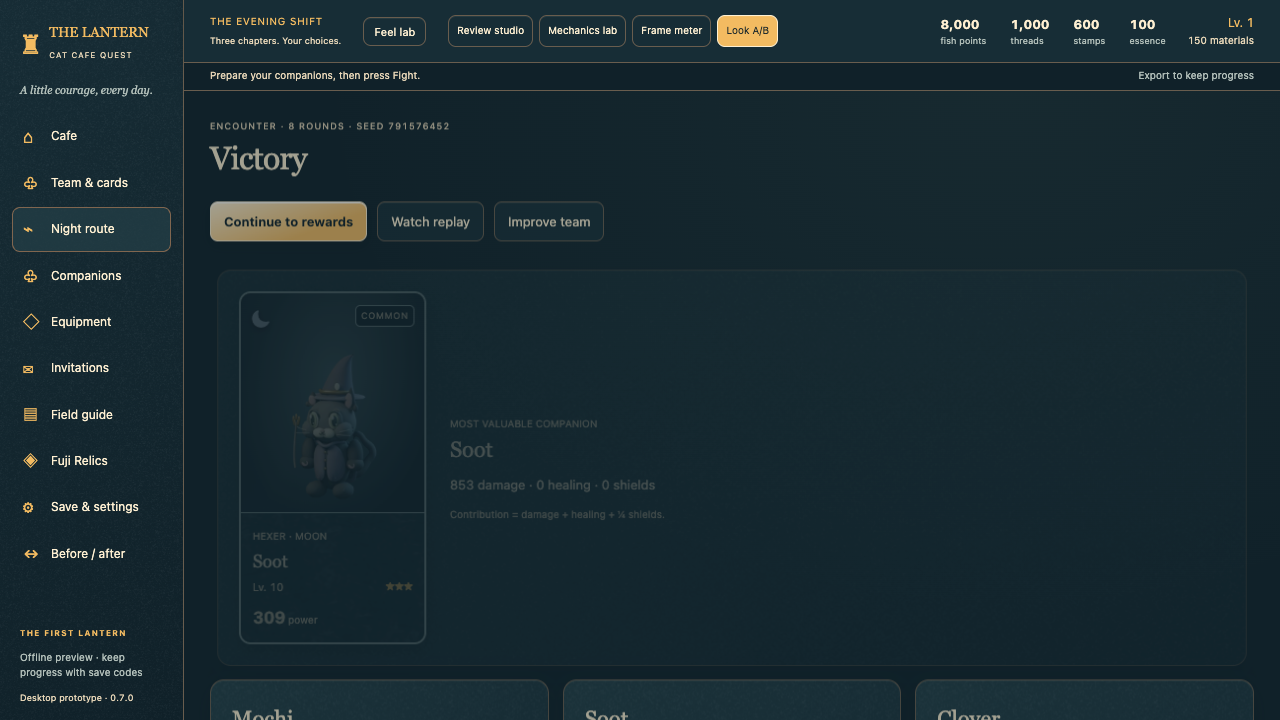 THE LANTERN
CAT CAFE QUEST
A little courage, every day.
Cafe
Team & cards
Night route
Companions
Equipment
Invitations
Field guide
Fuji Relics
Save & settings
Before / after
THE FIRST LANTERN
Offline preview · keep
progress with save codes
Desktop prototype · 0.7.0
THE EVENING SHIFT
Three chapters. Your choices.
Feel lab
Review studio
Mechanics lab
Frame meter
Look A/B
8,000
fish points
1,000
threads
600
stamps
100
essence
Lv. 1
150 materials
Prepare your companions, then press Fight.
Export to keep progress
ENCOUNTER · 8 ROUNDS · SEED 791576452
Victory
Continue to rewards
Watch replay
Improve team
COMMON
HEXER · MOON
Soot
Lv. 10
309 power
MOST VALUABLE COMPANION
Soot
853 damage · 0 healing · 0 shields
Contribution = damage + healing + ¼ shields.
Mochi
Soot
Clover